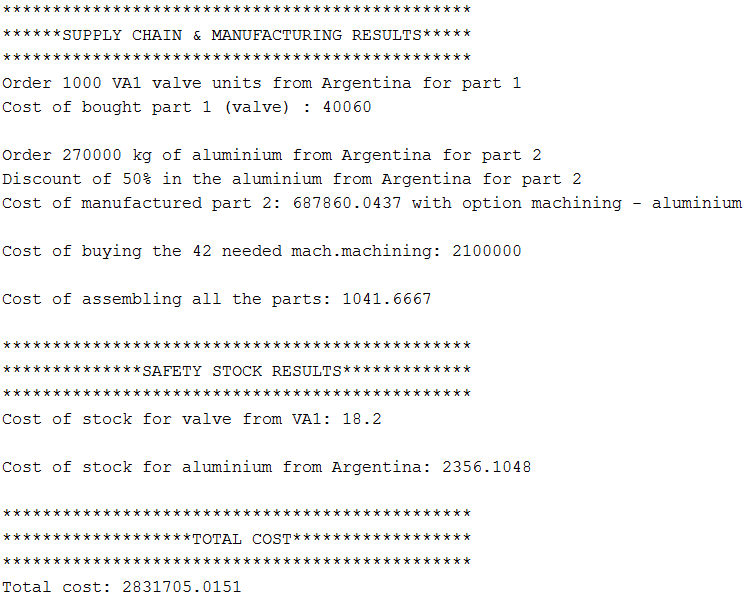 ***********************************************
******SUPPLY CHAIN & MANUFACTURING RESULTS*****
***********************************************
Order 1000 VA1 valve units from Argentina for part 1
Cost of bought part 1 (valve) : 40060
Order 270000 kg of aluminium from Argentina for part 2
Discount of 50% in the aluminium from Argentina for part 2
Cost of manufactured part 2: 687860.0437 with option machining - aluminium
Cost of buying the 42 needed mach.machining: 2100000
Cost of assembling all the parts: 1041.6667
***********************************************
**************SAFETY STOCK RESULTS*************
***********************************************
Cost of stock for valve from VA1: 18.2
Cost of stock for aluminium from Argentina: 2356.1048
***********************************************
*******************TOTAL COST******************
***********************************************
Total cost: 2831705.0151